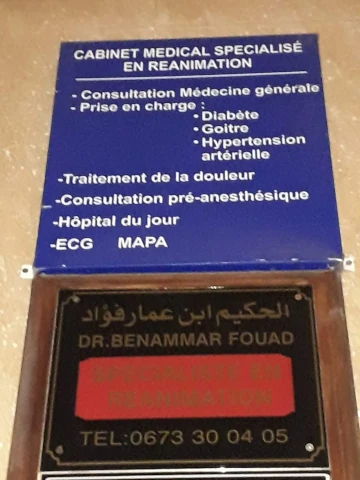 CABINET MEDICAL SPECIALISÉ
EN REANIMATION
- Consultation Médecine générale
- Prise en charge :
• Diabète
• Goitre
• Hypertension
artérielle
-Traitement de la douleur
-Consultation pré-anesthésique
-Hôpital du jour
-ECG MAPA
الحكيم ابن عمار فؤاد
DR.BENAMMAR FOUAD
SPECIALISTE EN
REANIMATION
TEL:0673 30 04 05